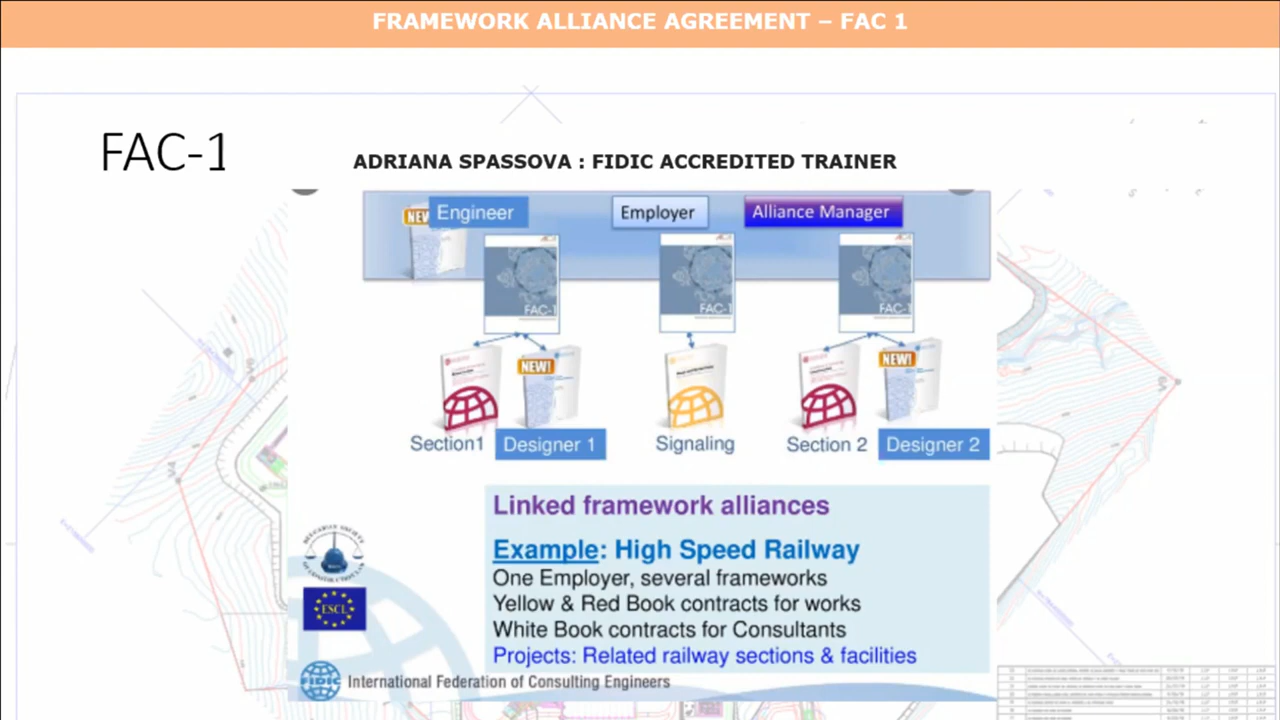 FRAMEWORK ALLIANCE AGREEMENT – FAC 1
FAC-1
ADRIANA SPASSOVA : FIDIC ACCREDITED TRAINER
NEW
Engineer
Employer
Alliance Manager
FAC-1
FAC-1
FAC-1
NEW!
NEW!
Section1
Designer 1
Signaling
Section 2
Designer 2
Linked framework alliances
Example: High Speed Railway
One Employer, several frameworks
Yellow & Red Book contracts for works
White Book contracts for Consultants
Projects: Related railway sections & facilities
ESCL
FIDIC
International Federation of Consulting Engineers